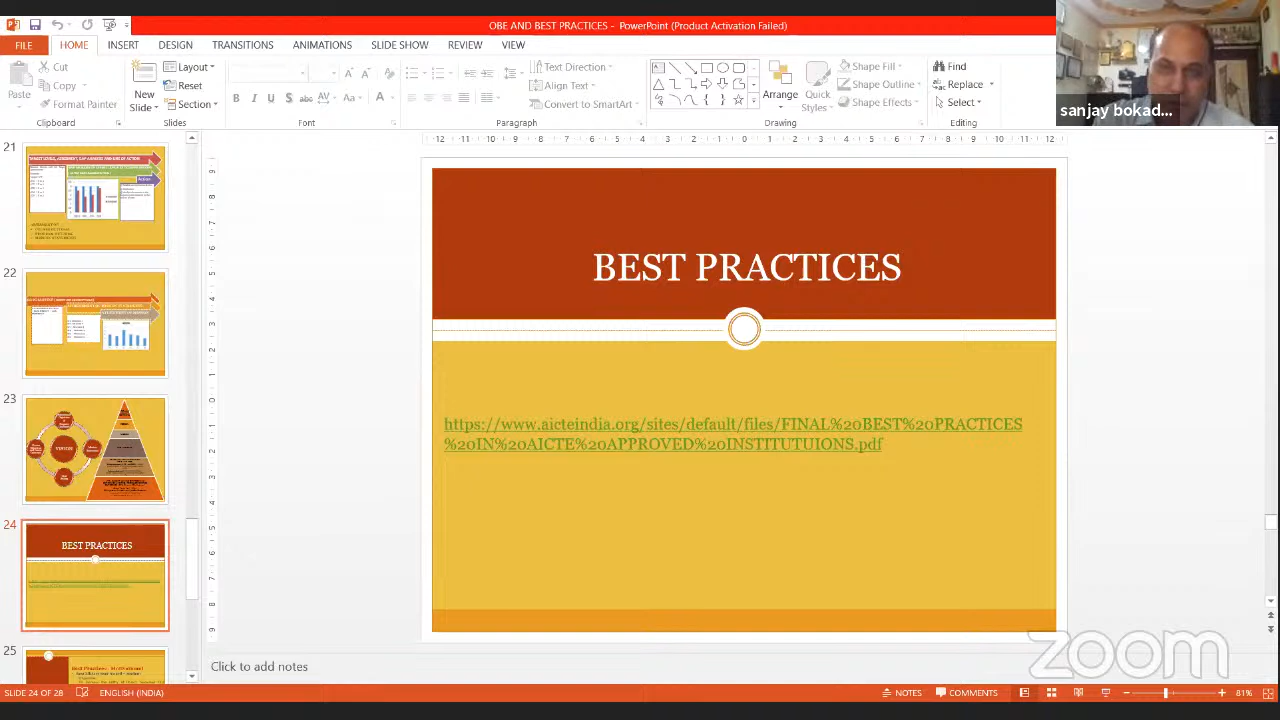 OBE AND BEST PRACTICES - PowerPoint (Product Activation Failed)
FILE HOME INSERT DESIGN TRANSITIONS ANIMATIONS SLIDE SHOW REVIEW VIEW
Cut
Copy
Format Painter
Paste
Clipboard
New
Slide
Layout
Reset
Section
Slides
Font
Text Direction
Align Text
Convert to SmartArt
Paragraph
Arrange
Quick
Styles
Shape Fill
Shape Outline
Shape Effects
Drawing
Find
Replace
Select
Editing
sanjay bokad...
21
22
23
24
BEST PRACTICES
25
BEST PRACTICES
https://www.aicteindia.org/sites/default/files/FINAL%20BEST%20PRACTICES
%20IN%20AICTE%20APPROVED%20INSTITUTUIONS.pdf
Click to add notes
zoom
SLIDE 24 OF 28 ENGLISH (INDIA) NOTES COMMENTS 81%